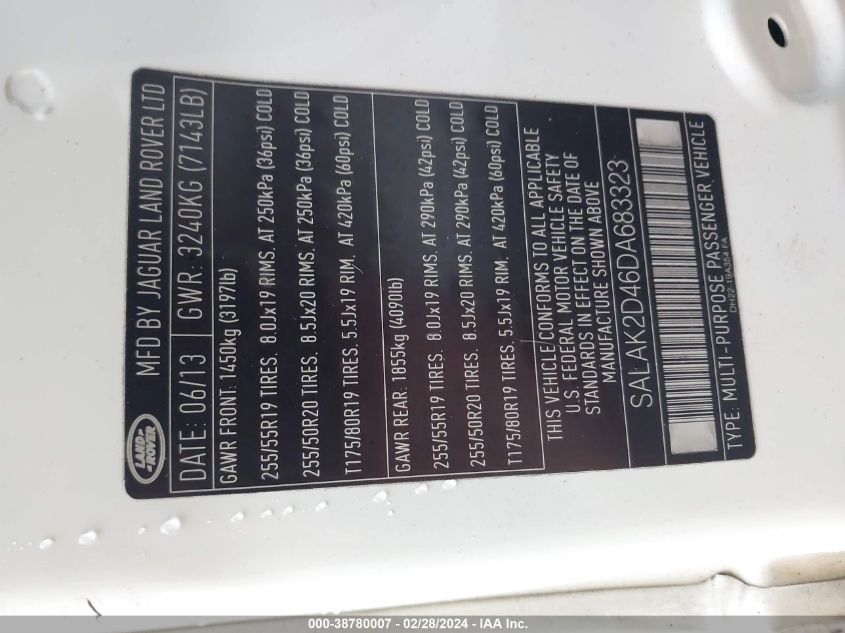 LAND-
ROVER
MFD BY JAGUAR LAND ROVER LTD
DATE: 06/13 GWR: 3240KG (7143LB)
GAWR FRONT: 1450kg (3197lb)
255/55R19 TIRES. 8.0Jx19 RIMS. AT 250kPa (36psi) COLD
255/50R20 TIRES. 8.5Jx20 RIMS. AT 250kPa (36psi) COLD
T175/80R19 TIRES. 5.5Jx19 RIM. AT 420kPa (60psi) COLD
GAWR REAR: 1855kg (4090lb)
255/55R19 TIRES. 8.0Jx19 RIMS. AT 290kPa (42psi) COLD
255/50R20 TIRES. 8.5Jx20 RIMS. AT 290kPa (42psi) COLD
T175/80R19 TIRES. 5.5Jx19 RIM. AT 420kPa (60psi) COLD
THIS VEHICLE CONFORMS TO ALL APPLICABLE
U.S. FEDERAL MOTOR VEHICLE SAFETY
STANDARDS IN EFFECT ON THE DATE OF
MANUFACTURE SHOWN ABOVE
SALAK2D46DA683323
TYPE: MULTI-PURPOSE PASSENGER VEHICLE
DH22-19A354-FA
000-38780007 - 02/28/2024 - IAA Inc.